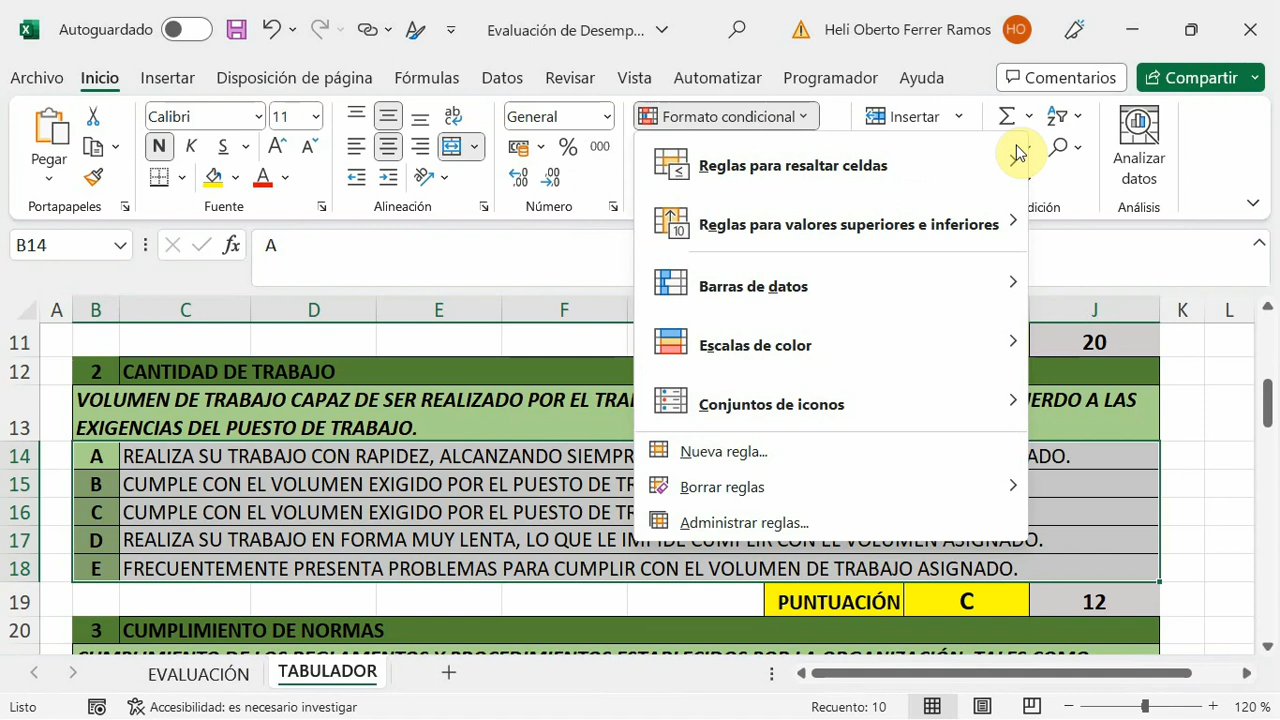 Autoguardado
Evaluación de Desemp...
Heli Oberto Ferrer Ramos
HO
Archivo Inicio Insertar Disposición de página Fórmulas Datos Revisar Vista Automatizar Programador Ayuda
Comentarios
Compartir
Pegar
Calibri 11
General
Formato condicional
Insertar
N K S
% 000
Analizar
datos
Portapapeles Fuente Alineación Número
Análisis
B14
fx
A
Reglas para resaltar celdas
Reglas para valores superiores e inferiores
Barras de datos
Escalas de color
Conjuntos de iconos
Nueva regla...
Borrar reglas
Administrar reglas...
A B C D E F J K L
11 20
12 2 CANTIDAD DE TRABAJO
VOLUMEN DE TRABAJO CAPAZ DE SER REALIZADO POR EL
13 EXIGENCIAS DEL PUESTO DE TRABAJO.
A LAS
14 A REALIZA SU TRABAJO CON RAPIDEZ, ALCANZANDO
15 B CUMPLE CON EL VOLUMEN EXIGIDO POR EL PUESTO DE
16 C CUMPLE CON EL VOLUMEN EXIGIDO POR EL PUESTO DE
17 D REALIZA SU TRABAJO EN FORMA MUY LENTA, LO QUE LE IMPIDE CUMPLIR CON EL VOLUMEN ASIGNADO.
18 E FRECUENTEMENTE PRESENTA PROBLEMAS PARA CUMPLIR CON EL VOLUMEN DE TRABAJO ASIGNADO.
19 PUNTUACIÓN C 12
20 3 CUMPLIMIENTO DE NORMAS
EVALUACIÓN TABULADOR
Listo
Accesibilidad: es necesario investigar
Recuento: 10
120 %